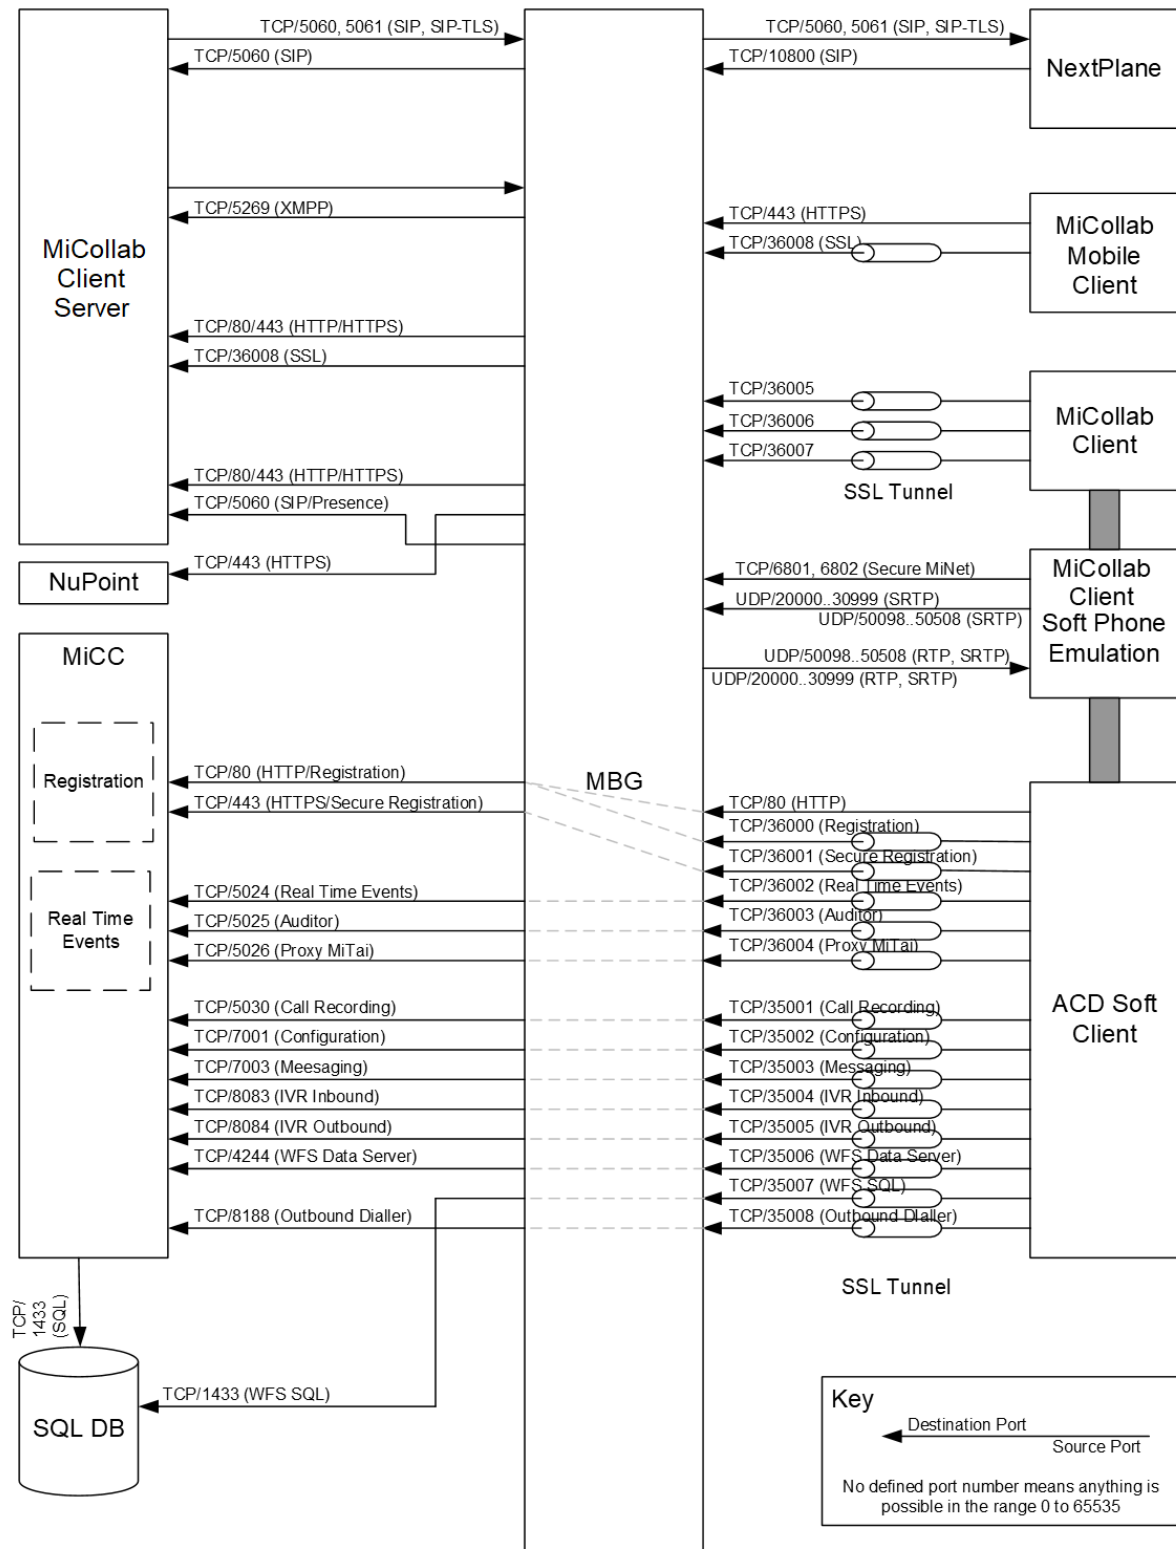 TCP/5060, 5061 (SIP, SIP-TLS)
TCP/5060 (SIP)
TCP/5060, 5061 (SIP, SIP-TLS)
TCP/10800 (SIP)
NextPlane
TCP/5269 (XMPP)
MiCollab
Client
Server
TCP/443 (HTTPS)
TCP/36008 (SSL)
MiCollab
Mobile
Client
TCP/80/443 (HTTP/HTTPS)
TCP/36008 (SSL)
TCP/36005
TCP/36006
TCP/36007
SSL Tunnel
MiCollab
Client
TCP/80/443 (HTTP/HTTPS)
TCP/5060 (SIP/Presence)
TCP/443 (HTTPS)
NuPoint
TCP/6801, 6802 (Secure MiNet)
UDP/20000..30999 (SRTP)
UDP/50098..50508 (SRTP)
UDP/50098..50508 (RTP, SRTP)
UDP/20000..30999 (RTP, SRTP)
MiCollab
Client
Soft Phone
Emulation
MiCC
Registration
Real Time
Events
MBG
TCP/80 (HTTP/Registration)
TCP/443 (HTTPS/Secure Registration)
TCP/5024 (Real Time Events)
TCP/5025 (Auditor)
TCP/5026 (Proxy MiTai)
TCP/5030 (Call Recording)
TCP/7001 (Configuration)
TCP/7003 (Meesaging)
TCP/8083 (IVR Inbound)
TCP/8084 (IVR Outbound)
TCP/4244 (WFS Data Server)
TCP/8188 (Outbound Dialler)
TCP/80 (HTTP)
TCP/36000 (Registration)
TCP/36001 (Secure Registration)
TCP/36002 (Real Time Events)
TCP/36003 (Auditor)
TCP/36004 (Proxy MiTai)
TCP/35001 (Call Recording)
TCP/35002 (Configuration)
TCP/35003 (Messaging)
TCP/35004 (IVR Inbound)
TCP/35005 (IVR Outbound)
TCP/35006 (WFS Data Server)
TCP/35007 (WFS SQL)
TCP/35008 (Outbound Dlaller)
ACD Soft
Client
SSL Tunnel
TCP/
1433
(SQL)
TCP/1433 (WFS SQL)
SQL DB
Key
Destination Port
Source Port
No defined port number means anything is
possible in the range 0 to 65535